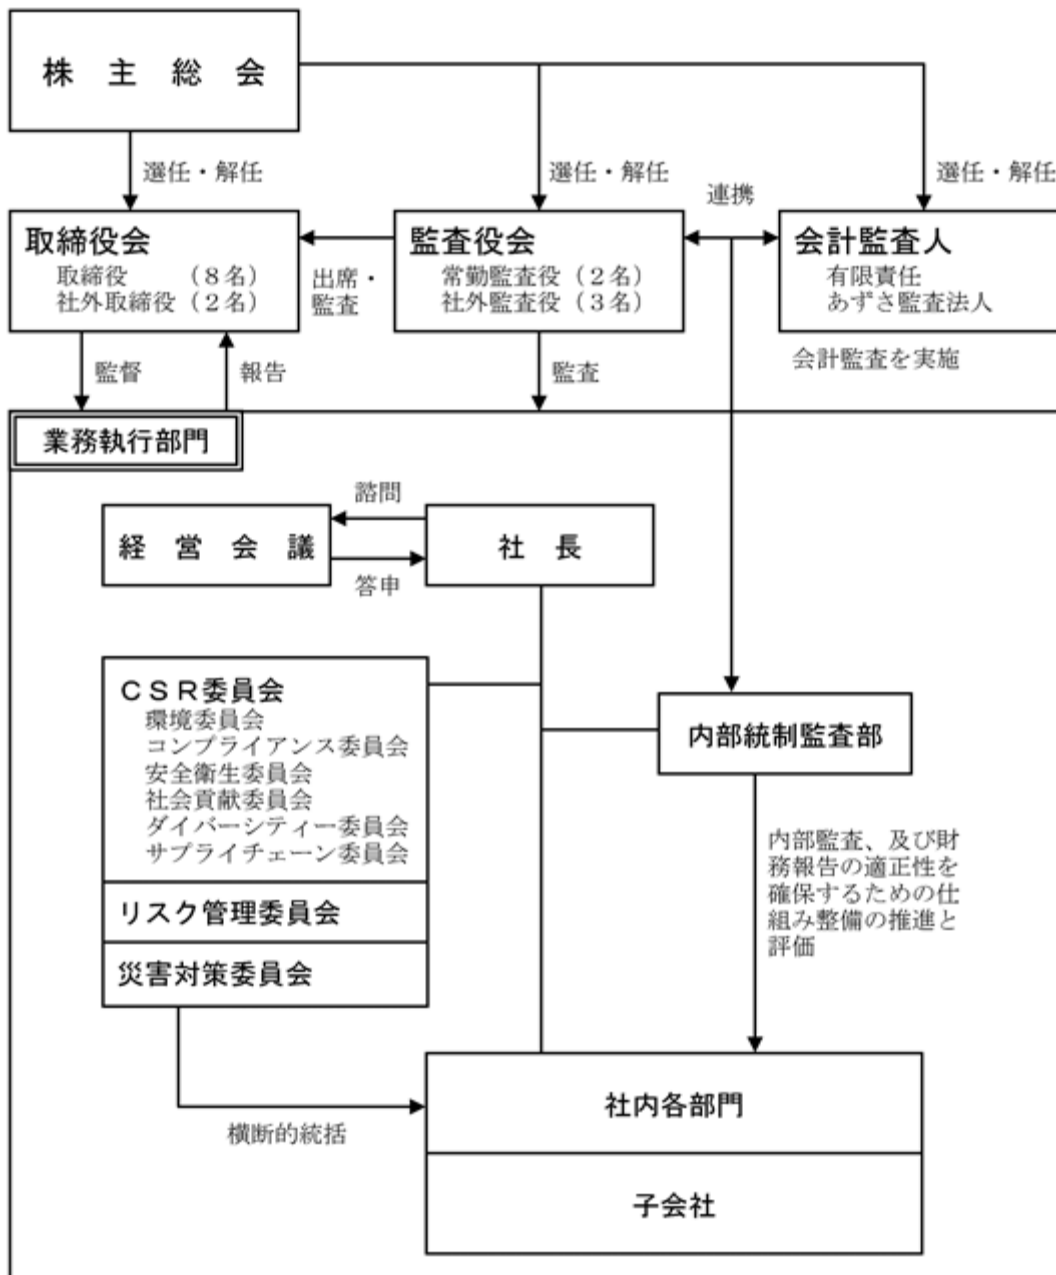 株 主 総 会
選任・解任
選任・解任
選任・解任
連携
取締役会
取締役 （８名）
社外取締役（２名）
出席・
監査
監査役会
常勤監査役（２名）
社外監査役（３名）
会計監査人
有限責任
あずさ監査法人
会計監査を実施
監督
報告
監査
業務執行部門
諮問
経 営 会 議
社 長
答申
ＣＳＲ委員会
環境委員会
コンプライアンス委員会
安全衛生委員会
社会貢献委員会
ダイバーシティー委員会
サプライチェーン委員会
リスク管理委員会
災害対策委員会
内部統制監査部
内部監査、及び財
務報告の適正性を
確保するための仕
組み整備の推進と
評価
横断的統括
社内各部門
子会社